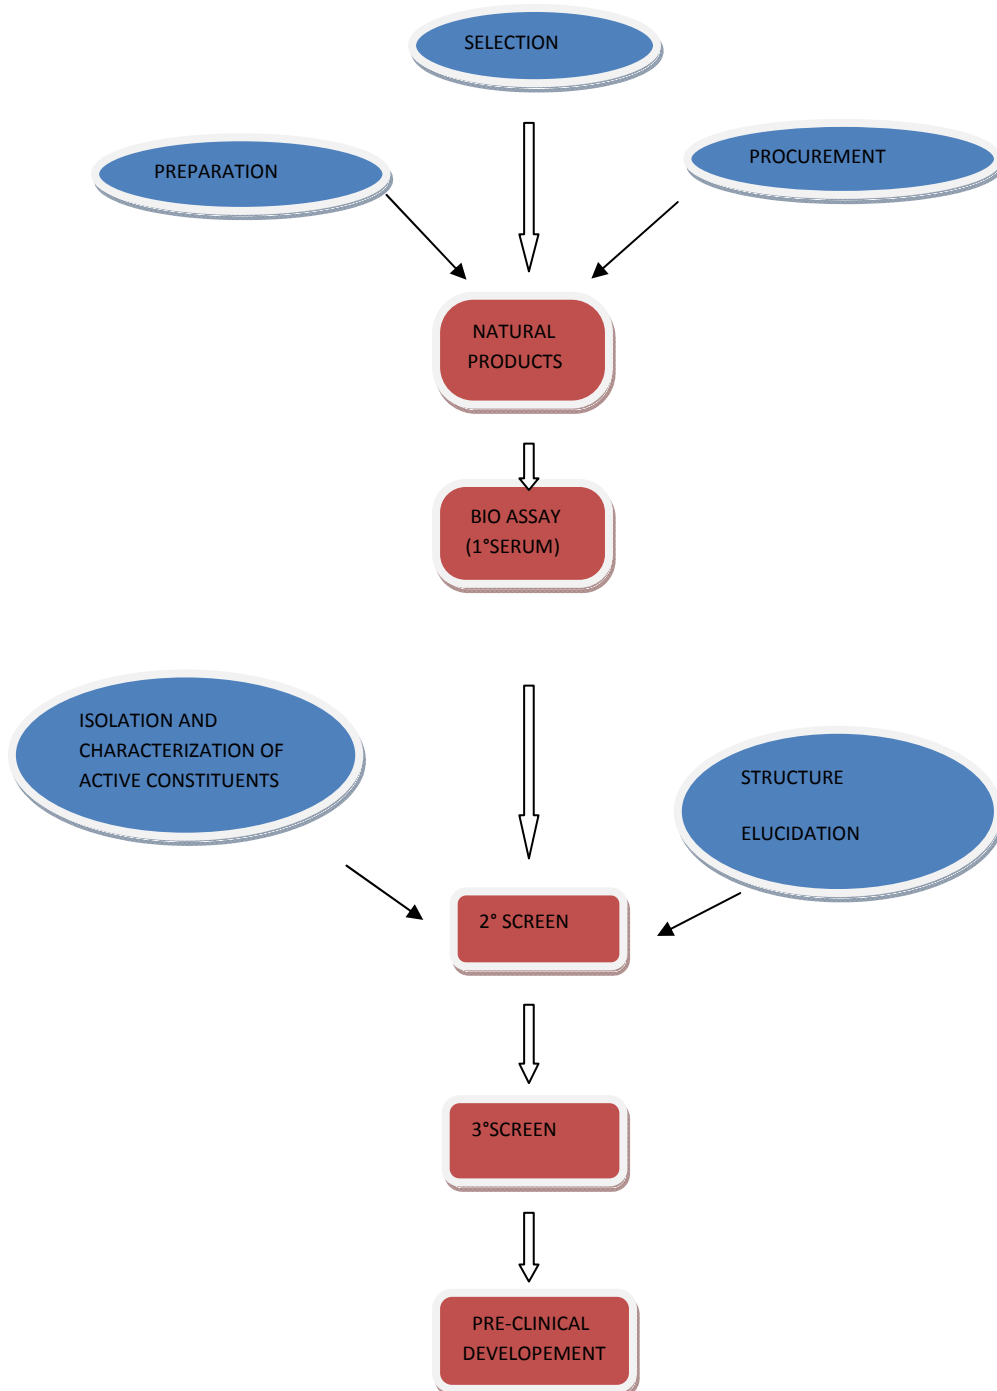 SELECTION
PREPARATION
PROCUREMENT
NATURAL
PRODUCTS
BIO ASSAY
(1°SERUM)
ISOLATION AND
CHARACTERIZATION OF
ACTIVE CONSTITUENTS
STRUCTURE
ELUCIDATION
2° SCREEN
3°SCREEN
PRE-CLINICAL
DEVELOPEMENT